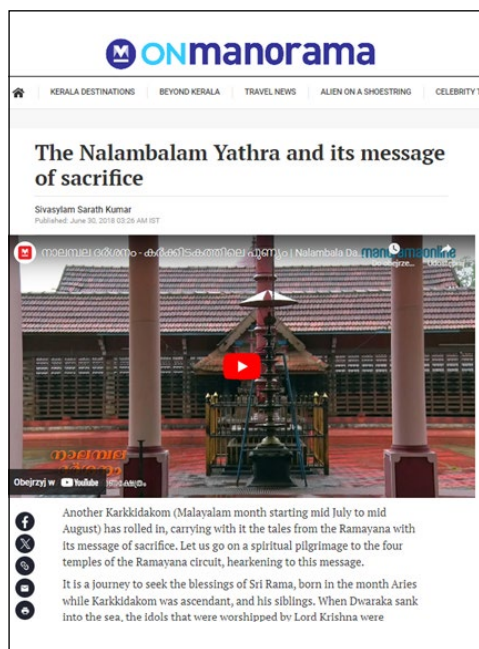 ONmanorama
KERALA DESTINATIONS BEYOND KERALA TRAVEL NEWS ALIEN ON A SHOESTRING CELEBRITY
The Nalambalam Yathra and its message
of sacrifice
Sivasylam Sarath Kumar
Published: June 30, 2018 03:26 AM IST
നാലമ്പല ദർശനം - കർക്കിടകത്തിലെ പുണ്യം | Nalambala Da...
manoramaonline
നാലമ്പല
Obejrzyj w YouTube
Another Karkkidakom (Malayalam month starting mid July to mid
August) has rolled in, carrying with it the tales from the Ramayana with
its message of sacrifice. Let us go on a spiritual pilgrimage to the four
temples of the Ramayana circuit, hearkening to this message.
It is a journey to seek the blessings of Sri Rama, born in the month Aries
while Karkkidakom was ascendant, and his siblings. When Dwaraka sank
into the sea, the idols that were worshipped by Lord Krishna were